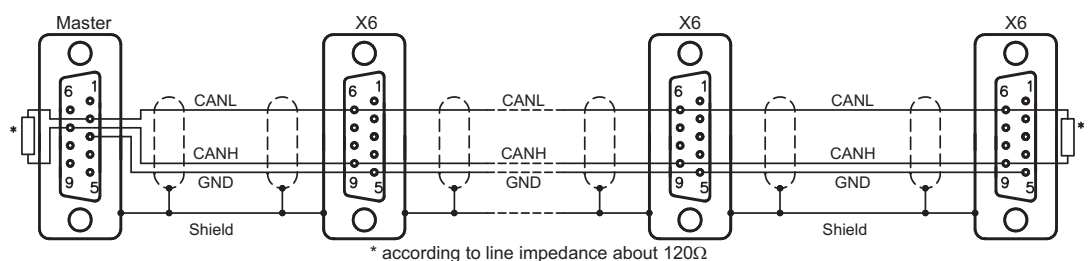 Master X6 X6 X6
6 1 6 1 6 1 6 1
CANL CANL CANL
* *
CANH CANH CANH
9 5 9 5 9 5 9 5
GND GND GND
Shield Shield
* according to line impedance about 120Ω